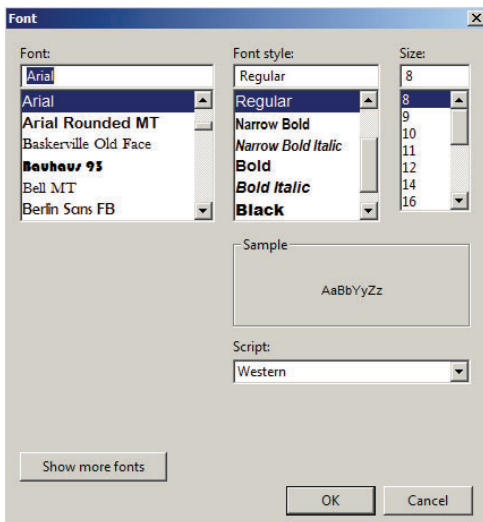 Font
Font:
Font style:
Size:
Arial
Regular
8
Arial
Arial Rounded MT
Baskerville Old Face
Bauhaus 93
Bell MT
Berlin Sans FB
Regular
Narrow Bold
Narrow Bold Italic
Bold
Bold Italic
Black
8
9
10
11
12
14
16
Sample
AaBbYyZz
Script:
Western
Show more fonts
OK
Cancel